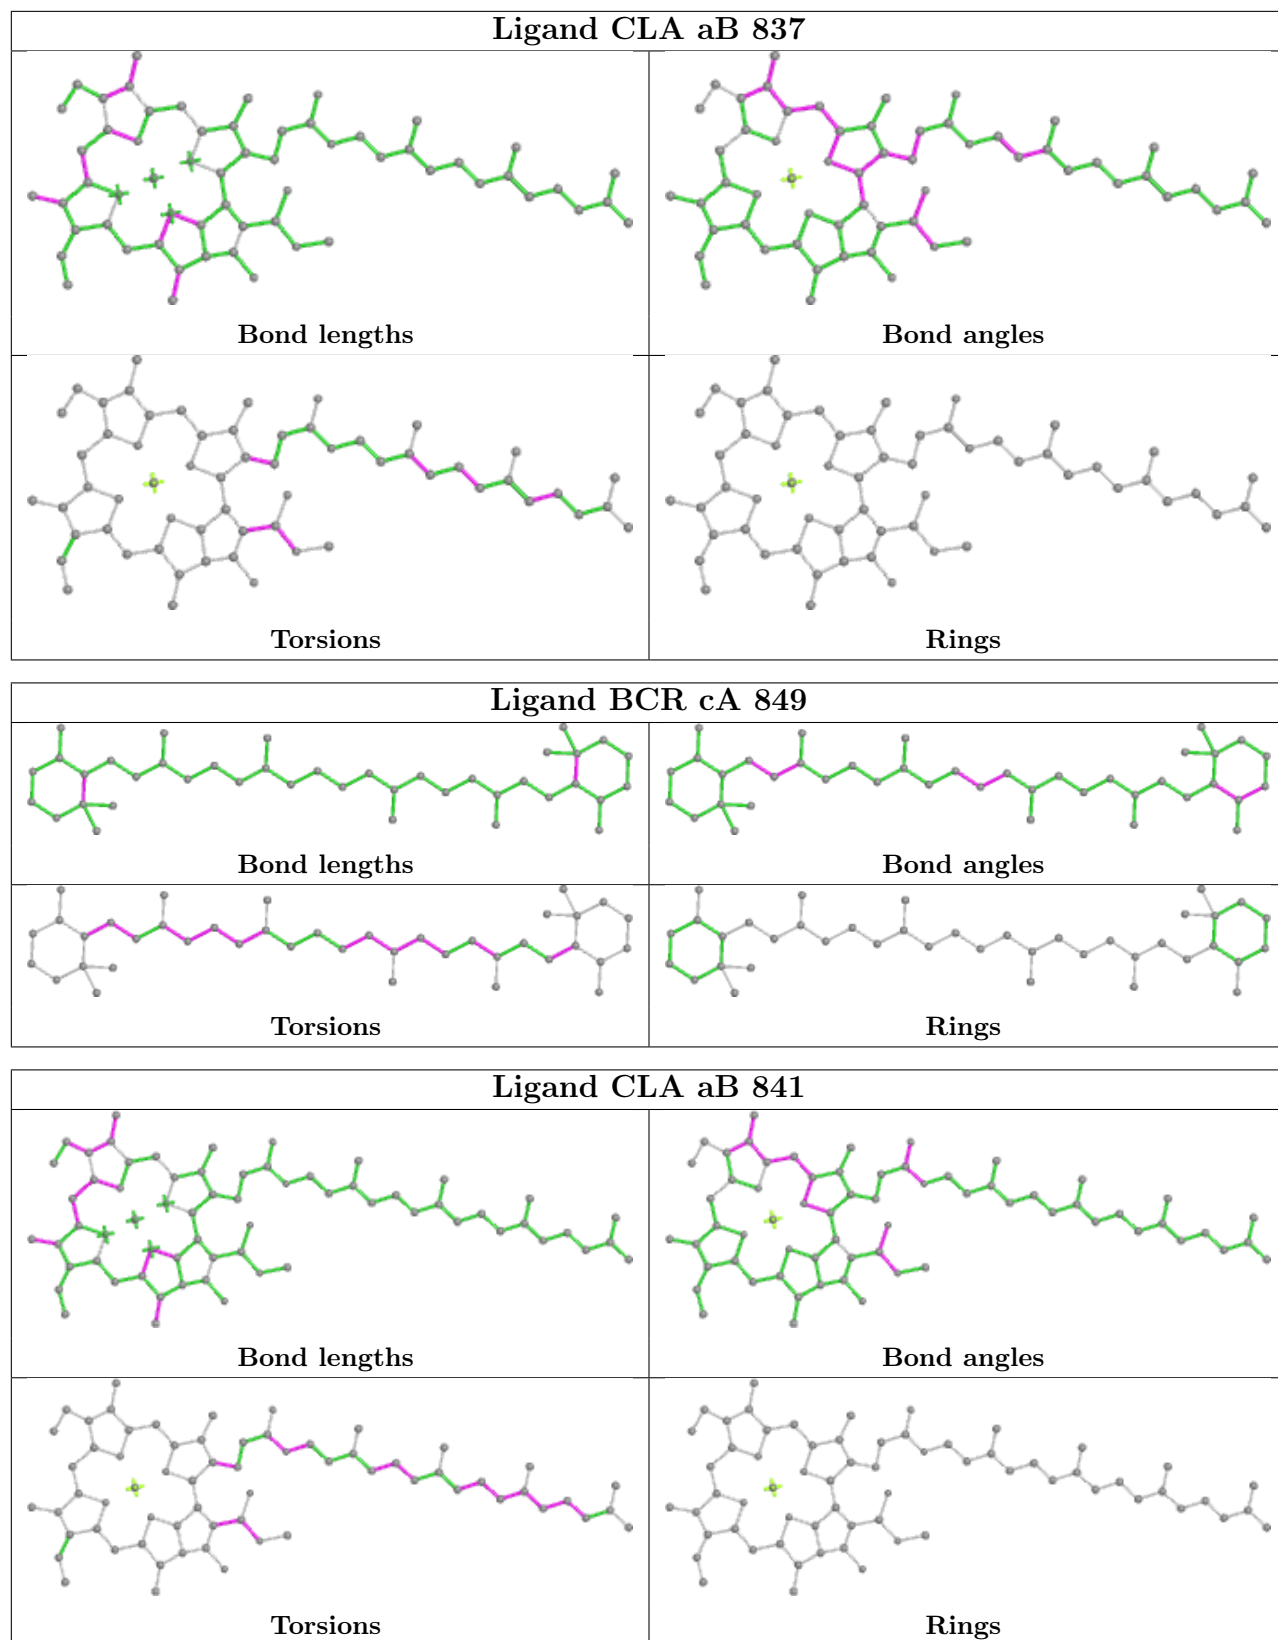 Ligand CLA aB 837
Bond lengths
Bond angles
Torsions
Rings
Ligand BCR cA 849
Bond lengths
Bond angles
Torsions
Rings
Ligand CLA aB 841
Bond lengths
Bond angles
Torsions
Rings